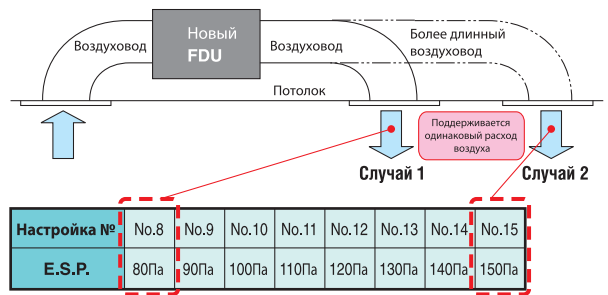 Новый
FDU
Воздуховод
Воздуховод
Более длинный
воздуховод
Потолок
Поддерживается
одинаковый расход
воздуха
Случай 1
Случай 2
Настройка № No.8 No.9 No.10 No.11 No.12 No.13 No.14 No.15
E.S.P. 80Па 90Па 100Па 110Па 120Па 130Па 140Па 150Па